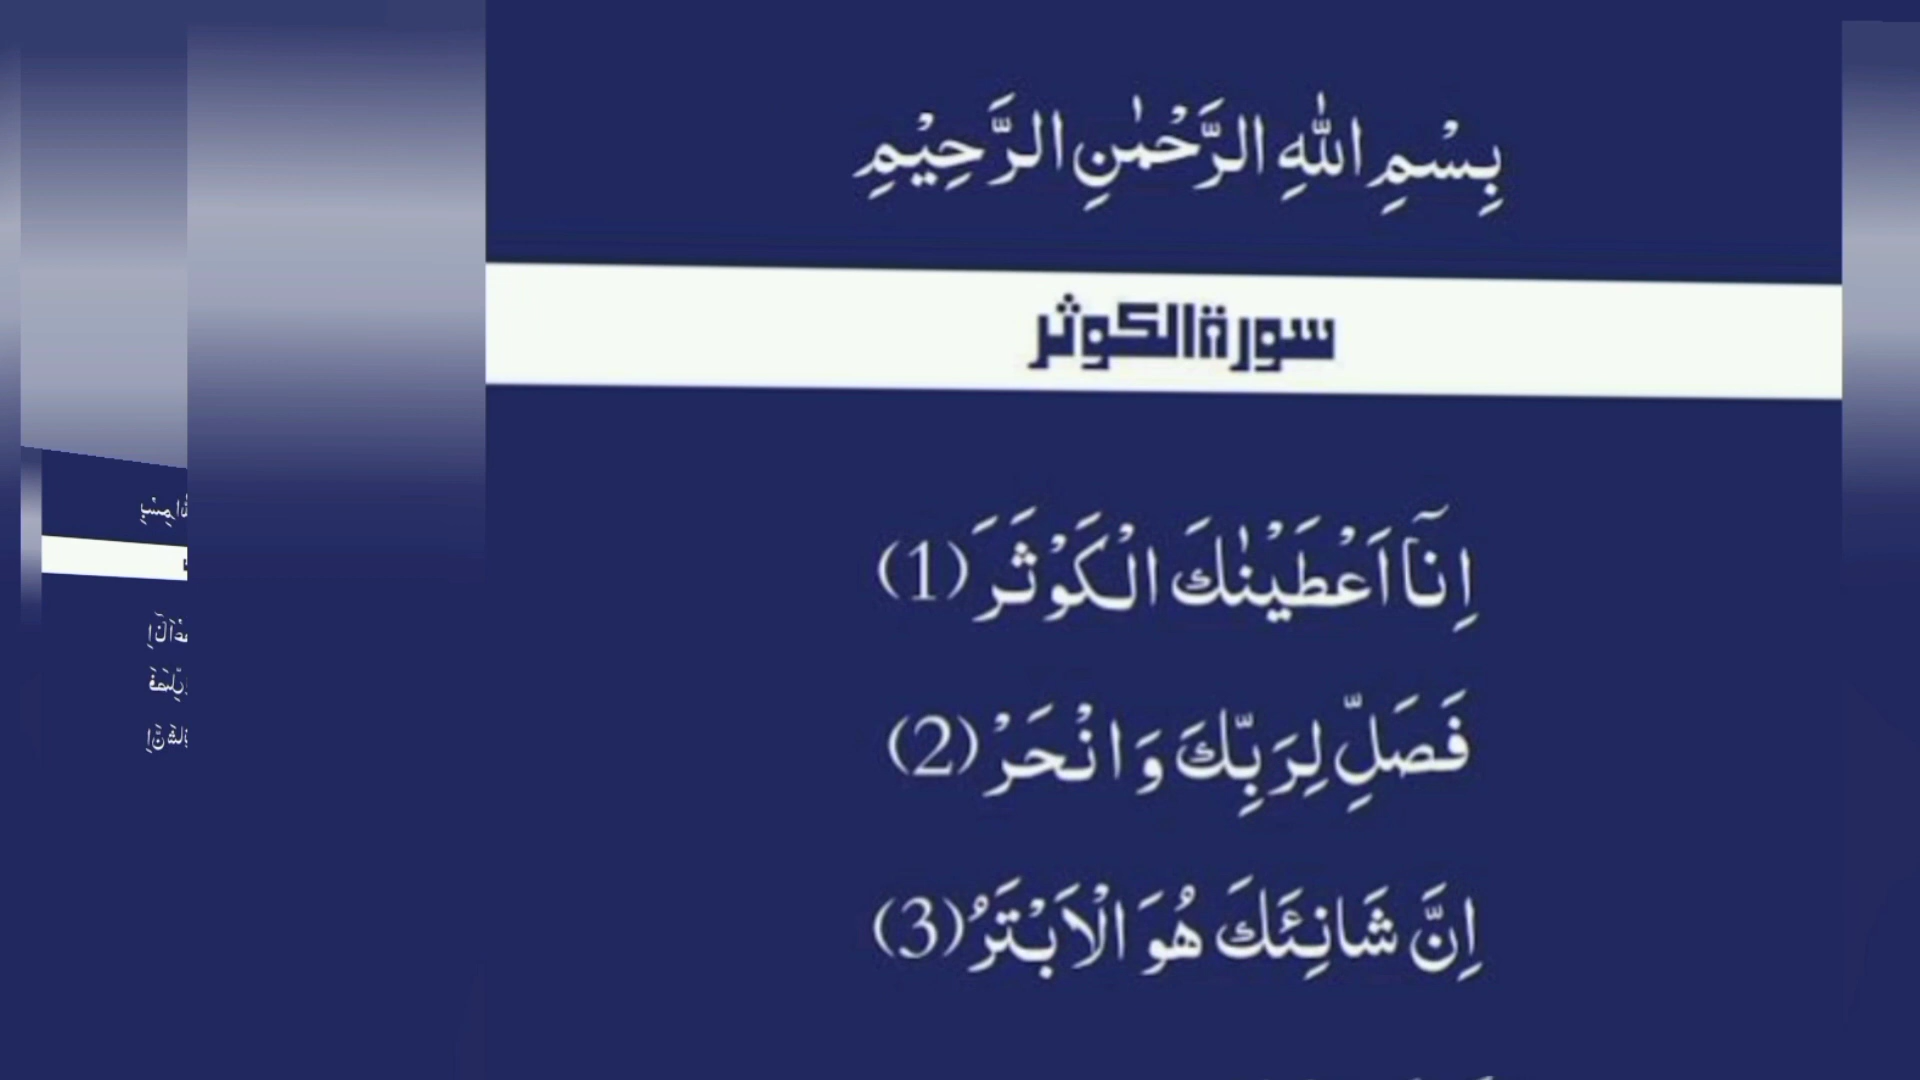 بِسْمِ اللّٰهِ الرَّحْمٰنِ الرَّحِيْمِ
سورة الكوثر
اِنَّآ اَعْطَيْنٰكَ الْكَوْثَرَ (1)
فَصَلِّ لِرَبِّكَ وَانْحَرْ (2)
اِنَّ شَانِئَكَ هُوَ الْاَبْتَرُ (3)